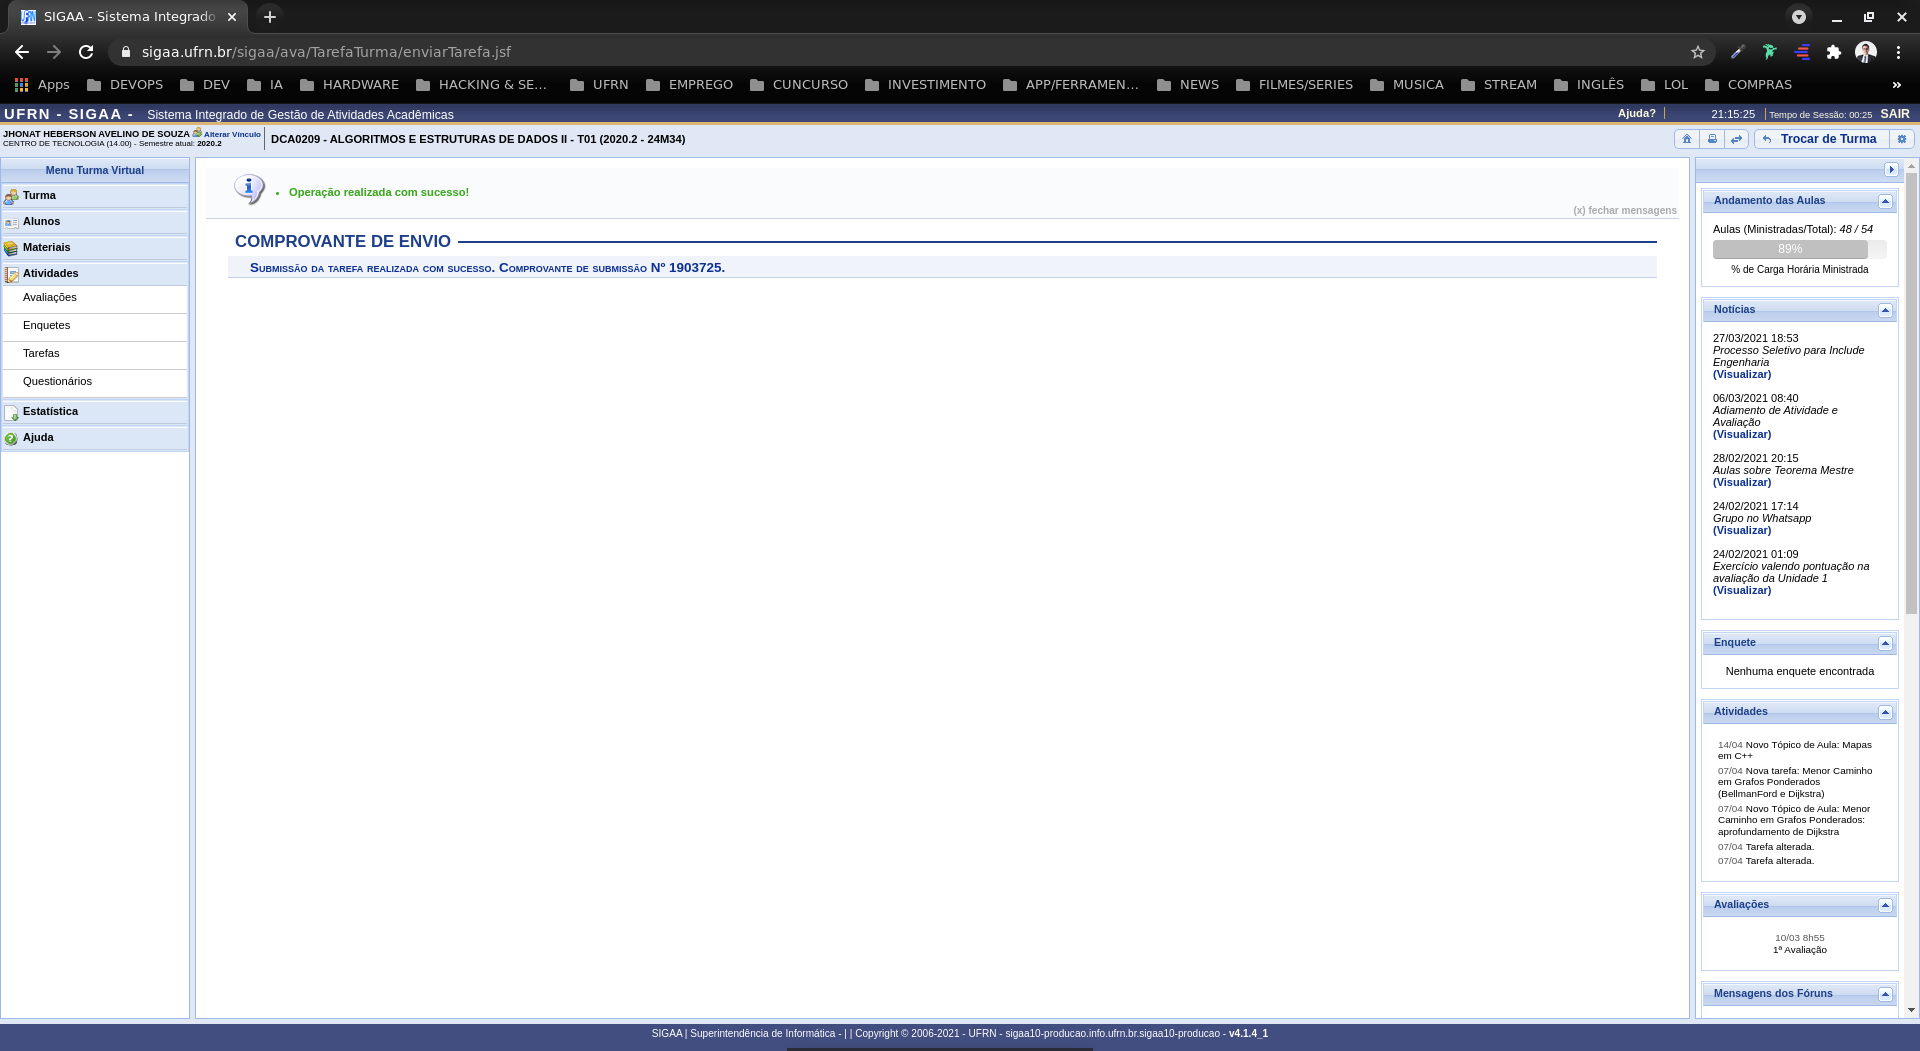 SIGAA - Sistema Integrado
sigaa.ufrn.br/sigaa/ava/TarefaTurma/enviarTarefa.jsf
Apps DEVOPS DEV IA HARDWARE HACKING & SE... UFRN EMPREGO CUNCURSO INVESTIMENTO APP/FERRAMEN... NEWS FILMES/SERIES MUSICA STREAM INGLÊS LOL COMPRAS »
UFRN - SIGAA - Sistema Integrado de Gestão de Atividades Acadêmicas Ajuda? 21:15:25 Tempo de Sessão: 00:25 SAIR
JHONAT HEBERSON AVELINO DE SOUZA Alterar Vínculo
CENTRO DE TECNOLOGIA (14.00) - Semestre atual: 2020.2
DCA0209 - ALGORITMOS E ESTRUTURAS DE DADOS II - T01 (2020.2 - 24M34)
Trocar de Turma
Menu Turma Virtual
Turma
Alunos
Materiais
Atividades
Avaliações
Enquetes
Tarefas
Questionários
Estatística
Ajuda
• Operação realizada com sucesso!
(x) fechar mensagens
COMPROVANTE DE ENVIO
Submissão da tarefa realizada com sucesso. Comprovante de submissão Nº 1903725.
Andamento das Aulas
Aulas (Ministradas/Total): 48 / 54
89%
% de Carga Horária Ministrada
Notícias
27/03/2021 18:53
Processo Seletivo para Include
Engenharia
(Visualizar)
06/03/2021 08:40
Adiamento de Atividade e
Avaliação
(Visualizar)
28/02/2021 20:15
Aulas sobre Teorema Mestre
(Visualizar)
24/02/2021 17:14
Grupo no Whatsapp
(Visualizar)
24/02/2021 01:09
Exercício valendo pontuação na
avaliação da Unidade 1
(Visualizar)
Enquete
Nenhuma enquete encontrada
Atividades
14/04 Novo Tópico de Aula: Mapas
em C++
07/04 Nova tarefa: Menor Caminho
em Grafos Ponderados
(BellmanFord e Dijkstra)
07/04 Novo Tópico de Aula: Menor
Caminho em Grafos Ponderados:
aprofundamento de Dijkstra
07/04 Tarefa alterada.
07/04 Tarefa alterada.
Avaliações
10/03 8h55
1ª Avaliação
Mensagens dos Fóruns
SIGAA | Superintendência de Informática - | | Copyright © 2006-2021 - UFRN - sigaa10-producao.info.ufrn.br.sigaa10-producao - v4.1.4_1